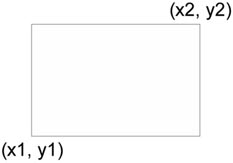 (x2, y2)
(x1, y1)